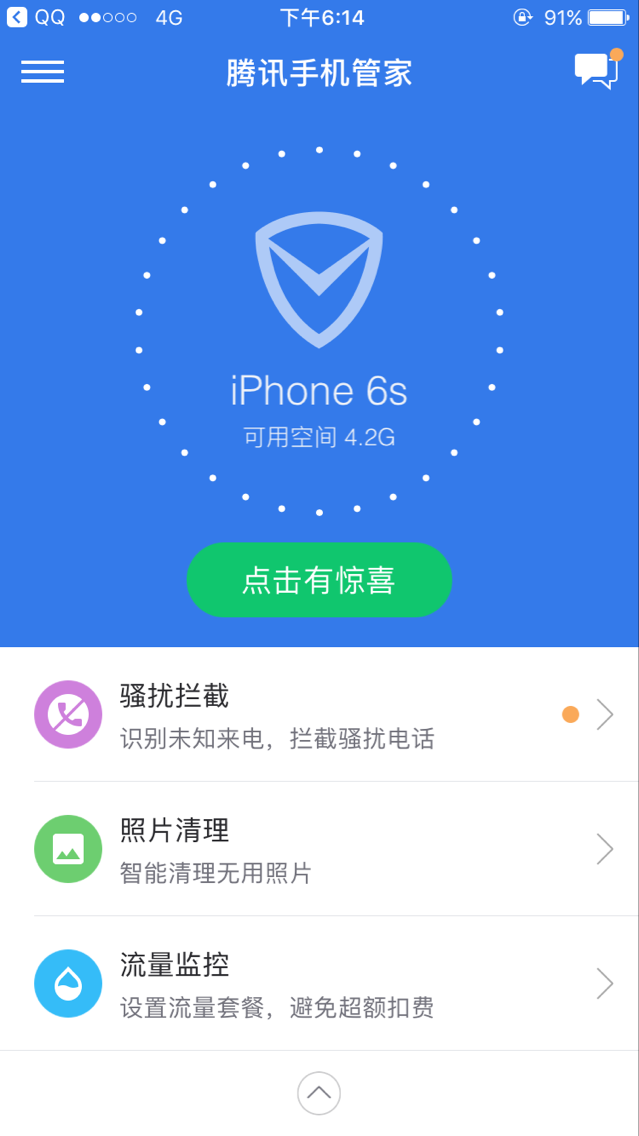 QQ 4G 下午6:14 91%
腾讯手机管家
iPhone 6s
可用空间 4.2G
点击有惊喜
骚扰拦截
识别未知来电，拦截骚扰电话
照片清理
智能清理无用照片
流量监控
设置流量套餐，避免超额扣费